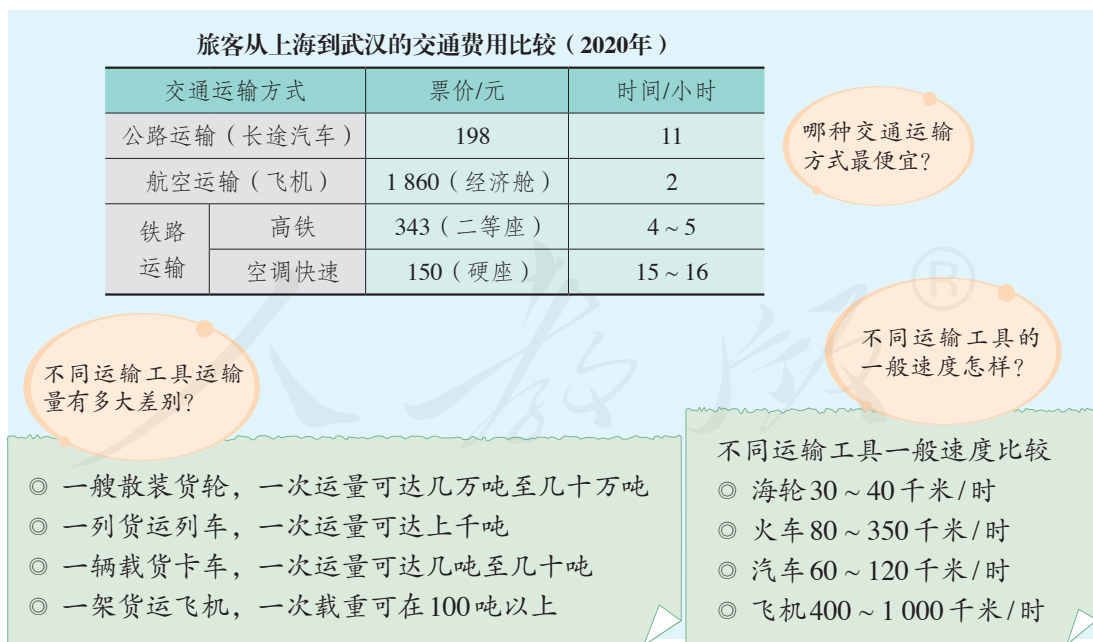 旅客从上海到武汉的交通费用比较（2020年）
交通运输方式 票价/元 时间/小时
公路运输（长途汽车） 198 11
航空运输（飞机） 1 860（经济舱） 2
铁路运输 高铁 343（二等座） 4～5
空调快速 150（硬座） 15～16
哪种交通运输
方式最便宜？
不同运输工具运输
量有多大差别？
不同运输工具的
一般速度怎样？
◎ 一艘散装货轮，一次运量可达几万吨至几十万吨
◎ 一列货运列车，一次运量可达上千吨
◎ 一辆载货卡车，一次运量可达几吨至几十吨
◎ 一架货运飞机，一次载重可在100吨以上
不同运输工具一般速度比较
◎ 海轮30～40千米/时
◎ 火车80～350千米/时
◎ 汽车60～120千米/时
◎ 飞机400～1 000千米/时
人教版®